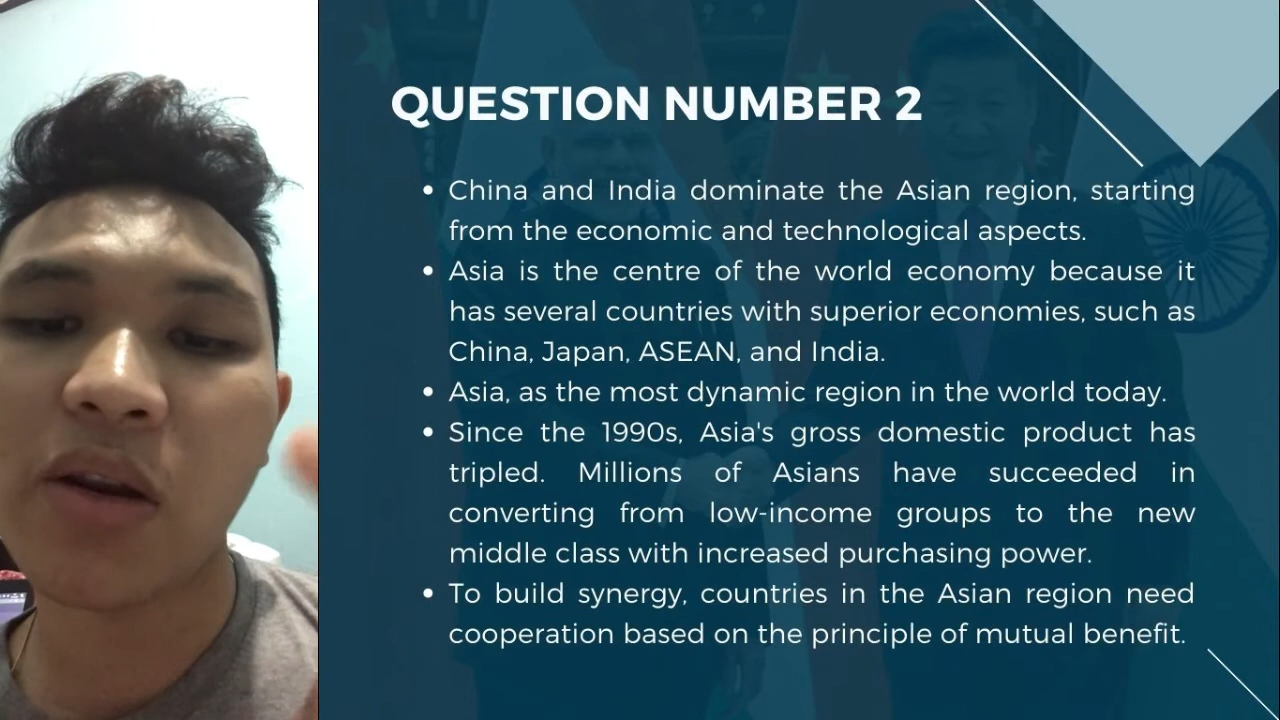 QUESTION NUMBER 2
• China and India dominate the Asian region, starting
from the economic and technological aspects.
• Asia is the centre of the world economy because it
has several countries with superior economies, such as
China, Japan, ASEAN, and India.
• Asia, as the most dynamic region in the world today.
• Since the 1990s, Asia's gross domestic product has
tripled. Millions of Asians have succeeded in
converting from low-income groups to the new
middle class with increased purchasing power.
• To build synergy, countries in the Asian region need
cooperation based on the principle of mutual benefit.